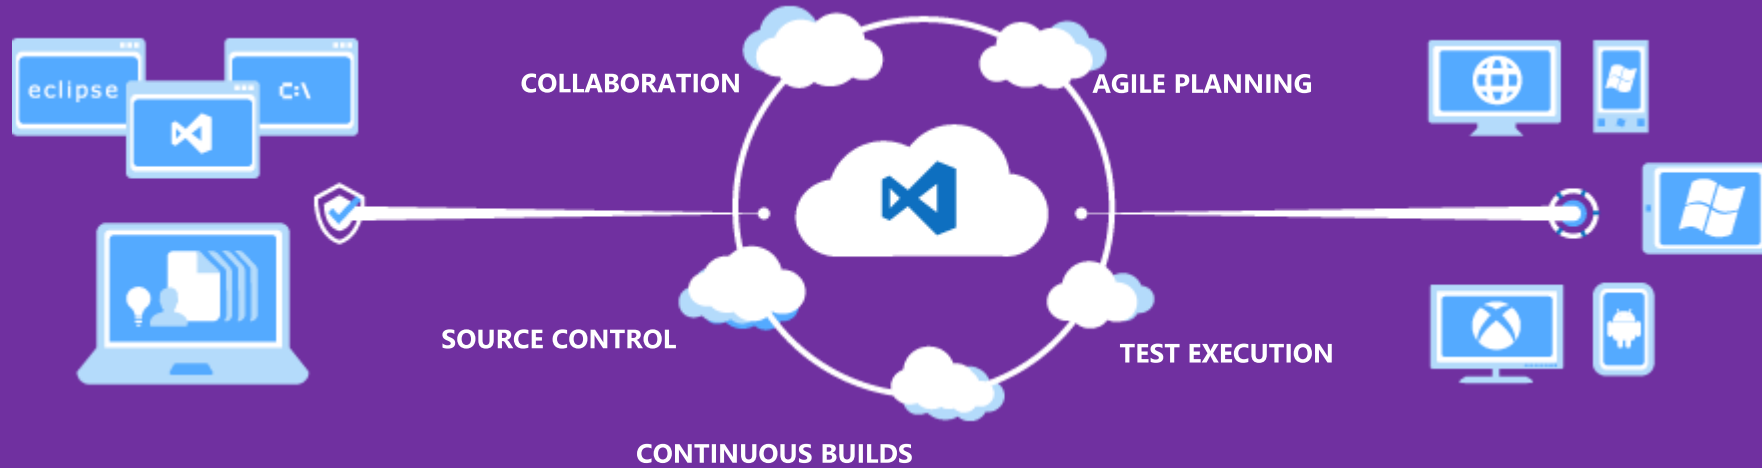 eclipse
C:\
COLLABORATION
AGILE PLANNING
SOURCE CONTROL
TEST EXECUTION
CONTINUOUS BUILDS